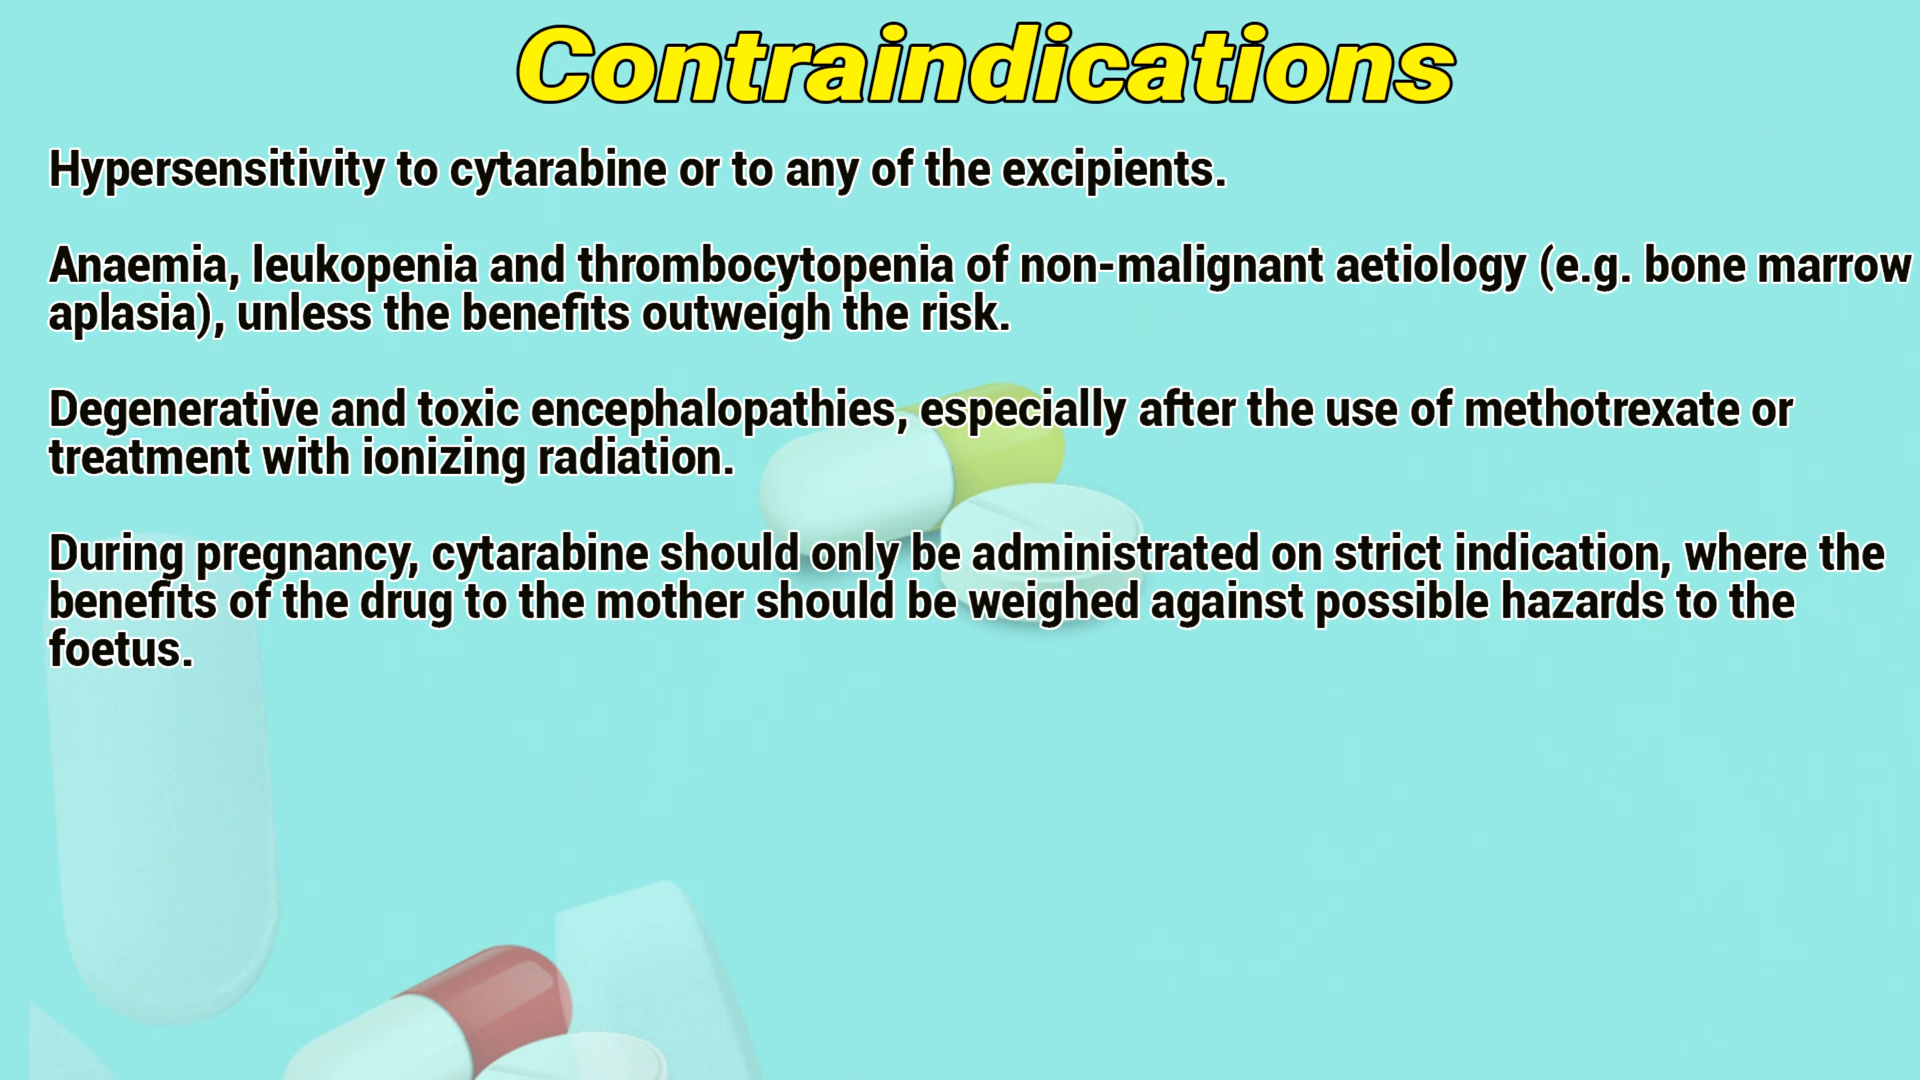 Contraindications
Hypersensitivity to cytarabine or to any of the excipients.
Anaemia, leukopenia and thrombocytopenia of non-malignant aetiology (e.g. bone marrow
aplasia), unless the benefits outweigh the risk.
Degenerative and toxic encephalopathies, especially after the use of methotrexate or
treatment with ionizing radiation.
During pregnancy, cytarabine should only be administrated on strict indication, where the
benefits of the drug to the mother should be weighed against possible hazards to the
foetus.